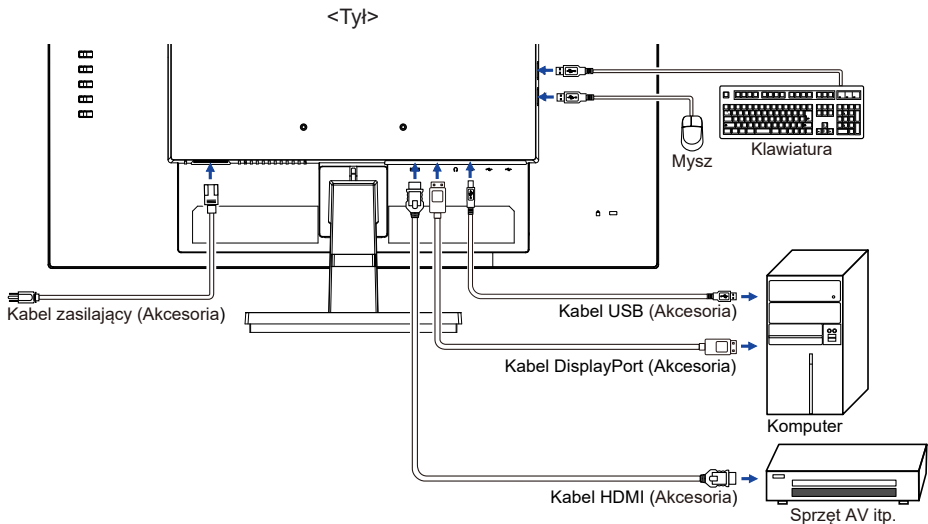 <Tył>
Mysz
Klawiatura
Kabel zasilający (Akcesoria)
Kabel USB (Akcesoria)
Kabel DisplayPort (Akcesoria)
Komputer
Kabel HDMI (Akcesoria)
Sprzęt AV itp.